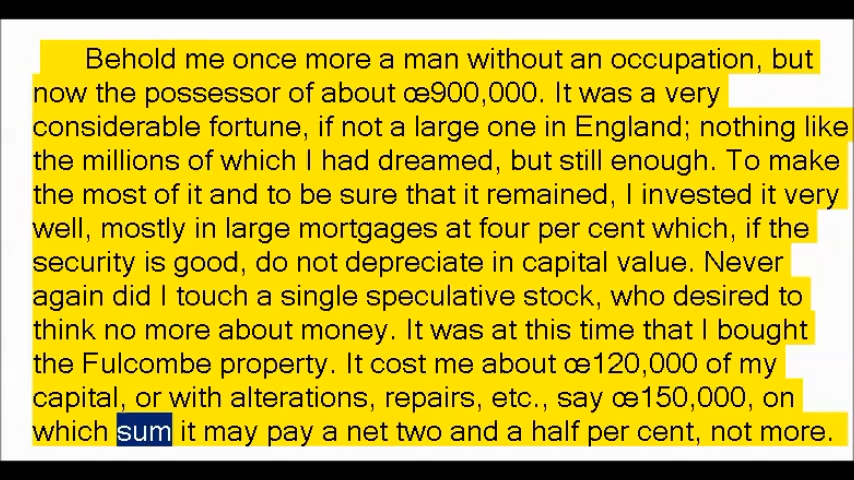 Behold me once more a man without an occupation, but
now the possessor of about œ900,000. It was a very
considerable fortune, if not a large one in England; nothing like
the millions of which I had dreamed, but still enough. To make
the most of it and to be sure that it remained, I invested it very
well, mostly in large mortgages at four per cent which, if the
security is good, do not depreciate in capital value. Never
again did I touch a single speculative stock, who desired to
think no more about money. It was at this time that I bought
the Fulcombe property. It cost me about œ120,000 of my
capital, or with alterations, repairs, etc., say œ150,000, on
which sum it may pay a net two and a half per cent, not more.